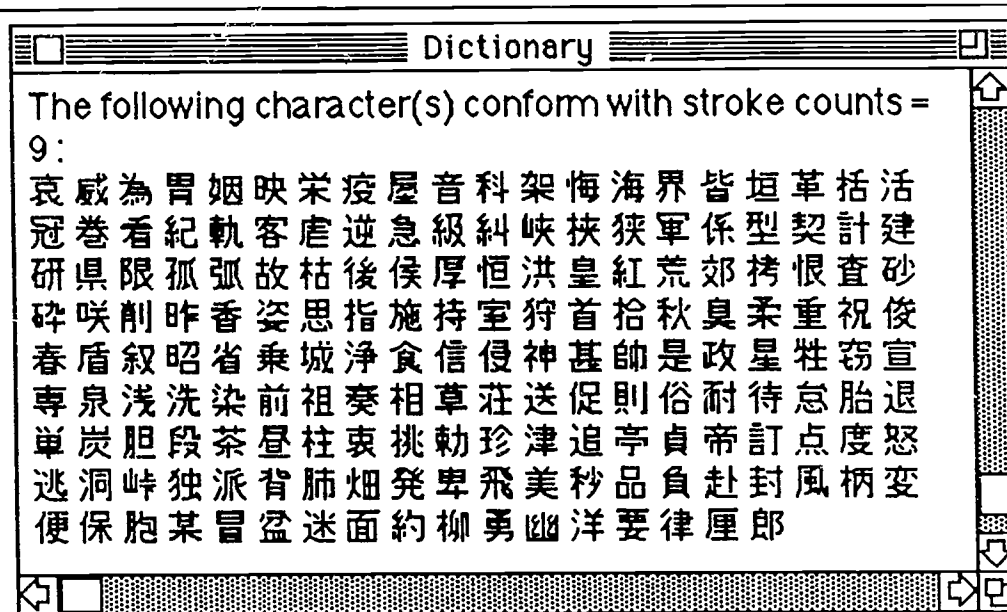 Dictionary
The following character(s) conform with stroke counts =
9:
哀威為胃姻映栄疫屋音科架悔海界皆垣革括活
冠巻看紀軌客虐逆急級糾峡挟狭軍係型契計建
研県限孤弧故枯後侯厚恒洪皇紅荒郊拷恨査砂
砕咲削昨香姿思指施持室狩首拾秋臭柔重祝俊
春盾叙昭省乗城浄食信侵神甚帥是政星牲窃宣
専泉浅洗染前祖奏相草荘送促則俗耐待怠胎退
単炭胆段茶昼柱衷挑勅珍津追亭貞帝訂点度怒
逃洞峠独派背肺畑発卑飛美秒品負赴封風柄変
便保胞某冒盆迷面約柳勇幽洋要律厘郎